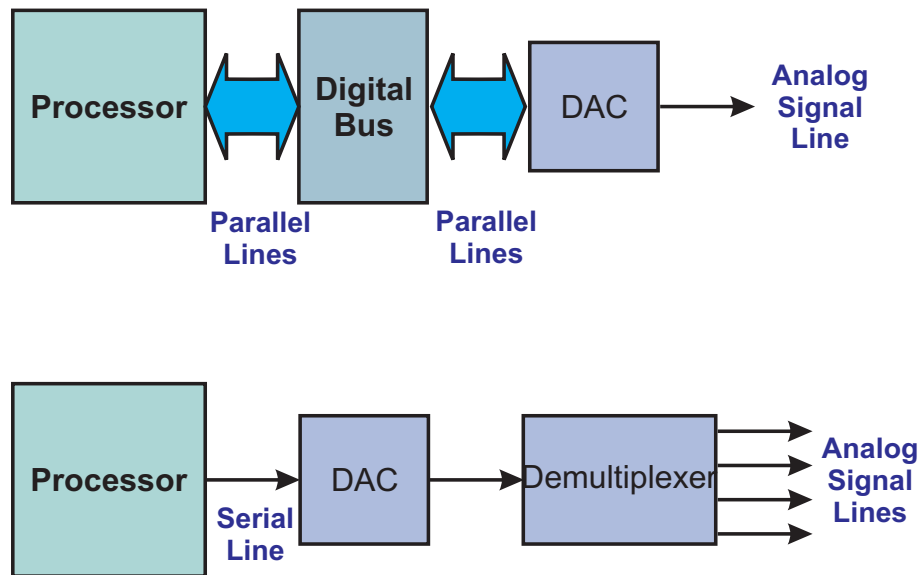 Processor
Digital
Bus
DAC
Analog
Signal
Line
Parallel
Lines
Parallel
Lines
Processor
Serial
Line
DAC
Demultiplexer
Analog
Signal
Lines